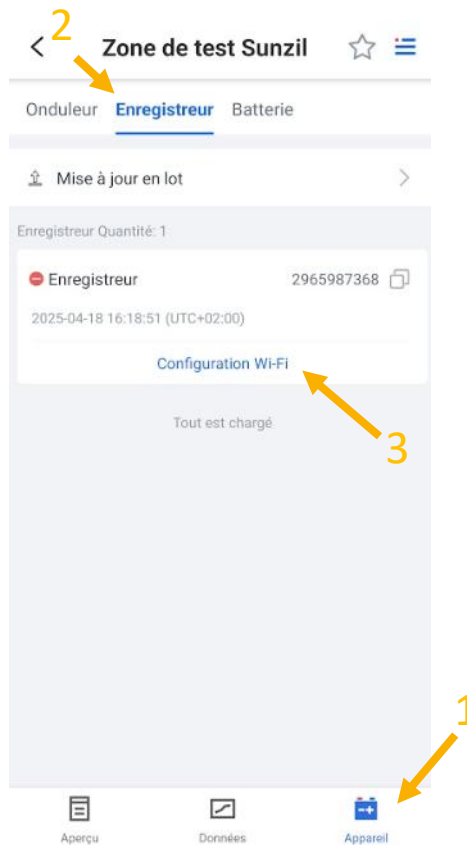 2
Zone de test Sunzil
Onduleur Enregistreur Batterie
Mise à jour en lot
Enregistreur Quantité: 1
Enregistreur 2965987368
2025-04-18 16:18:51 (UTC+02:00)
Configuration Wi-Fi
Tout est chargé
3
1
Aperçu Données Appareil